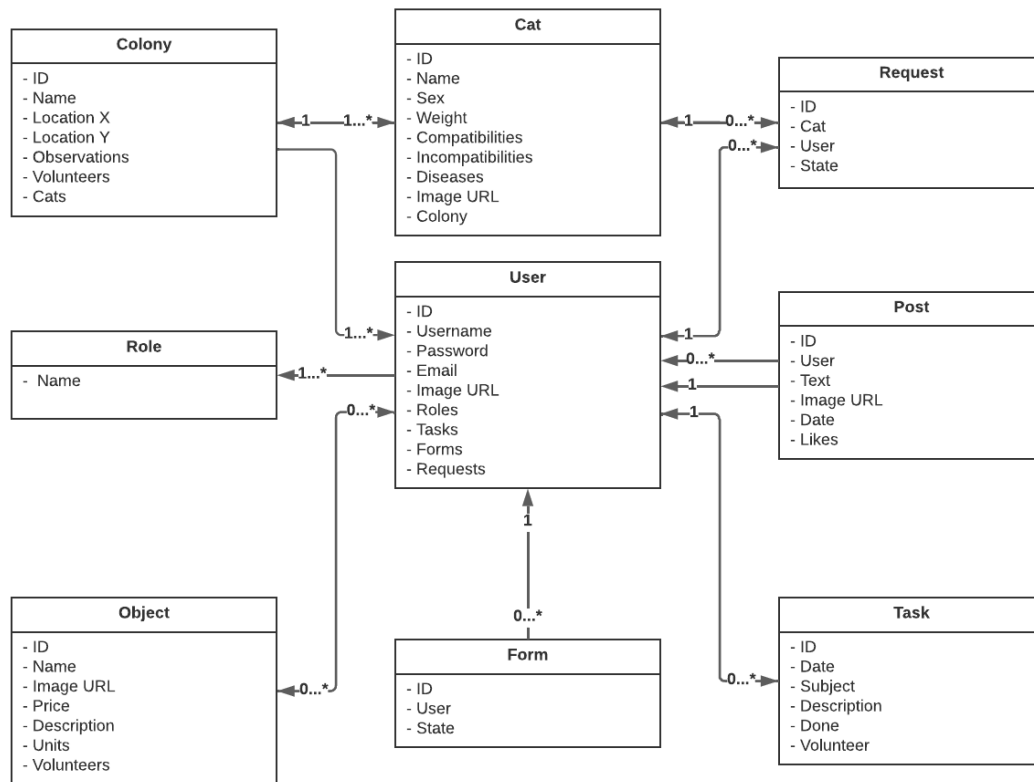 Colony
- ID
- Name
- Location X
- Location Y
- Observations
- Volunteers
- Cats
1
1...*
Cat
- ID
- Name
- Sex
- Weight
- Compatibilities
- Incompatibilities
- Diseases
- Image URL
- Colony
1
0...*
0...*
Request
- ID
- Cat
- User
- State
1...*
User
- ID
- Username
- Password
- Email
- Image URL
- Roles
- Tasks
- Forms
- Requests
1
0...*
1
1
Post
- ID
- User
- Text
- Image URL
- Date
- Likes
Role
- Name
1...*
0...*
1
0...*
Object
- ID
- Name
- Image URL
- Price
- Description
- Units
- Volunteers
0...*
Form
- ID
- User
- State
0...*
Task
- ID
- Date
- Subject
- Description
- Done
- Volunteer